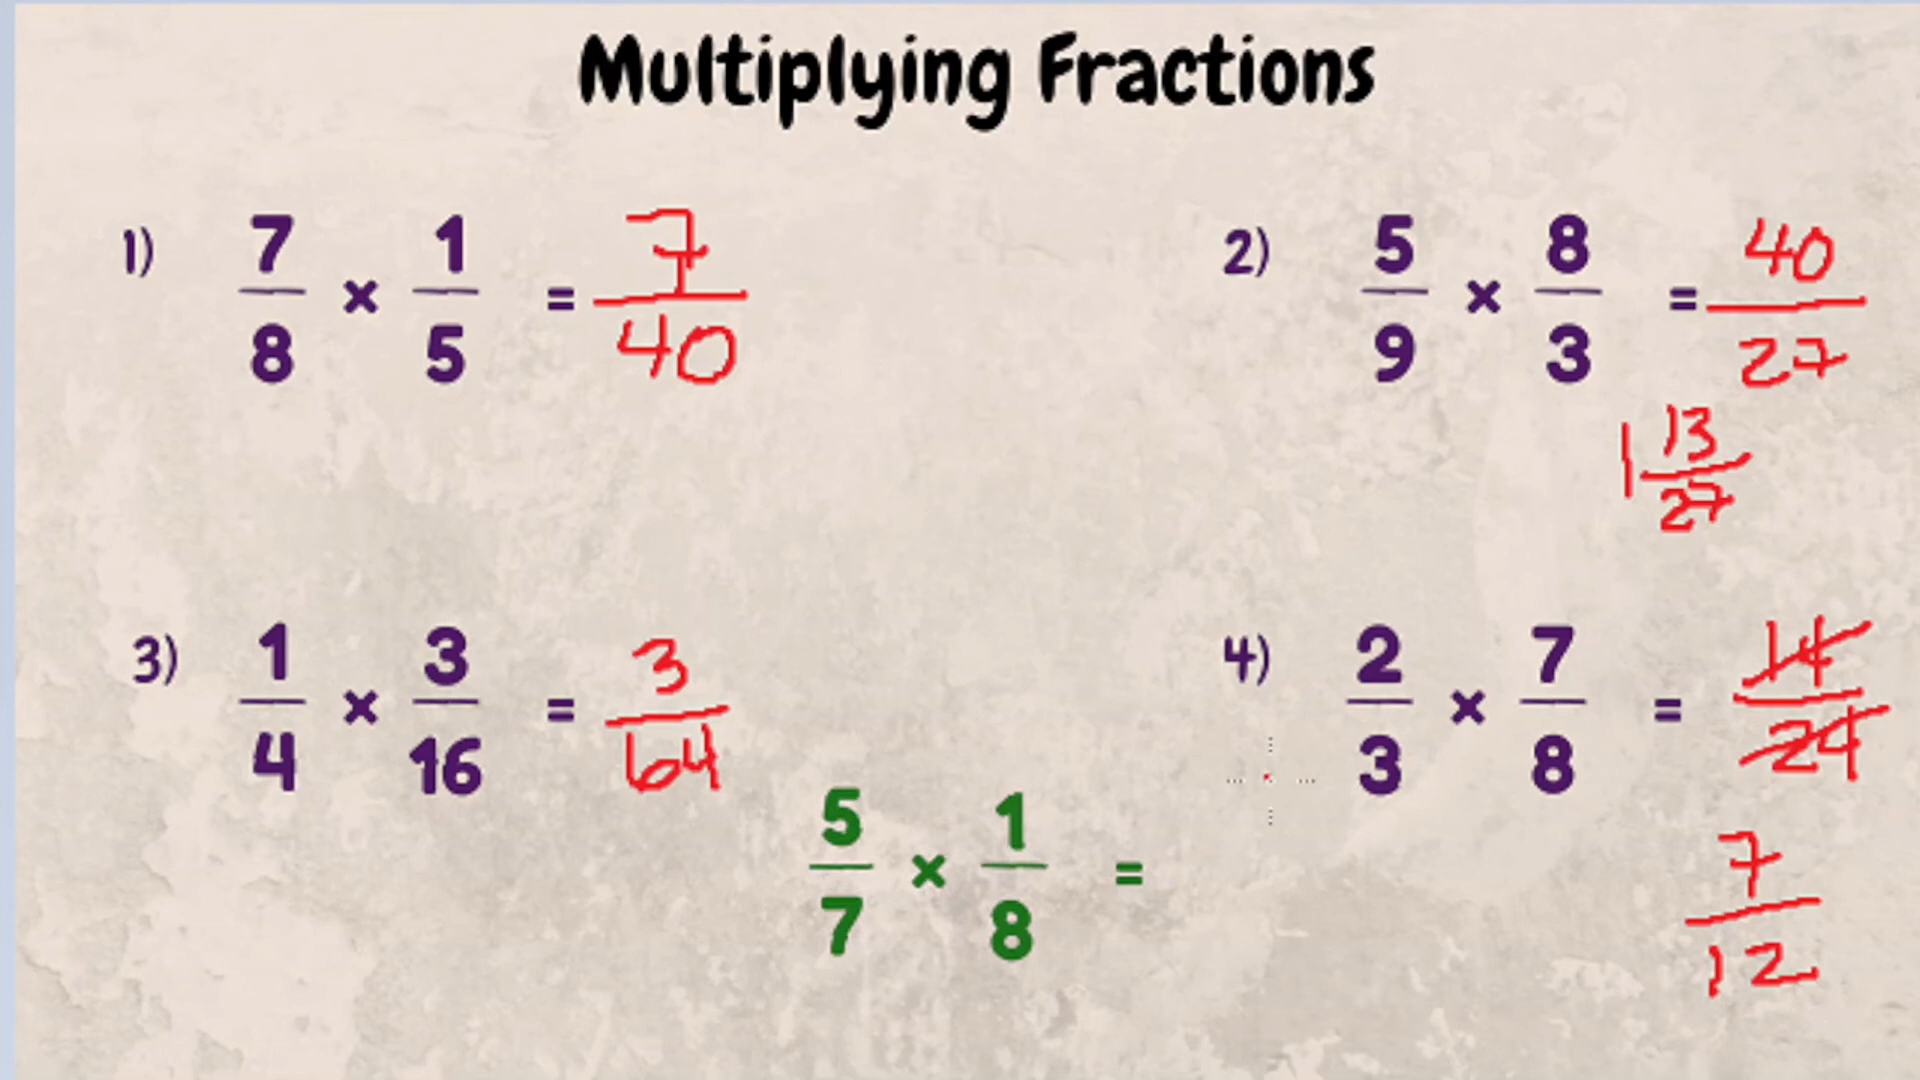 Multiplying Fractions
1) 7/8 × 1/5 = 7/40
2) 5/9 × 8/3 = 40/27
1 13/27
3) 1/4 × 3/16 = 3/64
4) 2/3 × 7/8 = 14/24
7/12
5/7 × 1/8 =